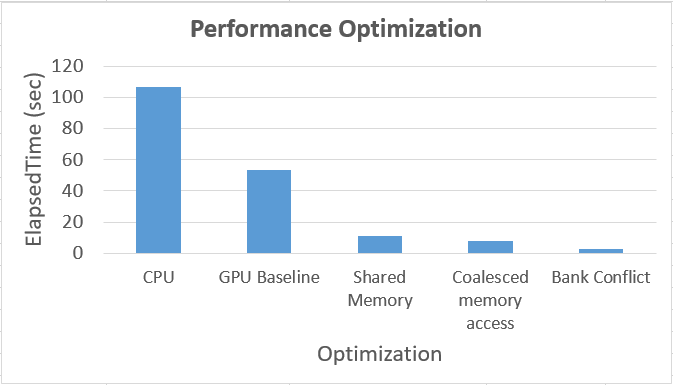 Performance Optimization
ElapsedTime (sec)
120
100
80
60
40
20
0
CPU
GPU Baseline
Shared
Memory
Coalesced
memory
access
Bank Conflict
Optimization